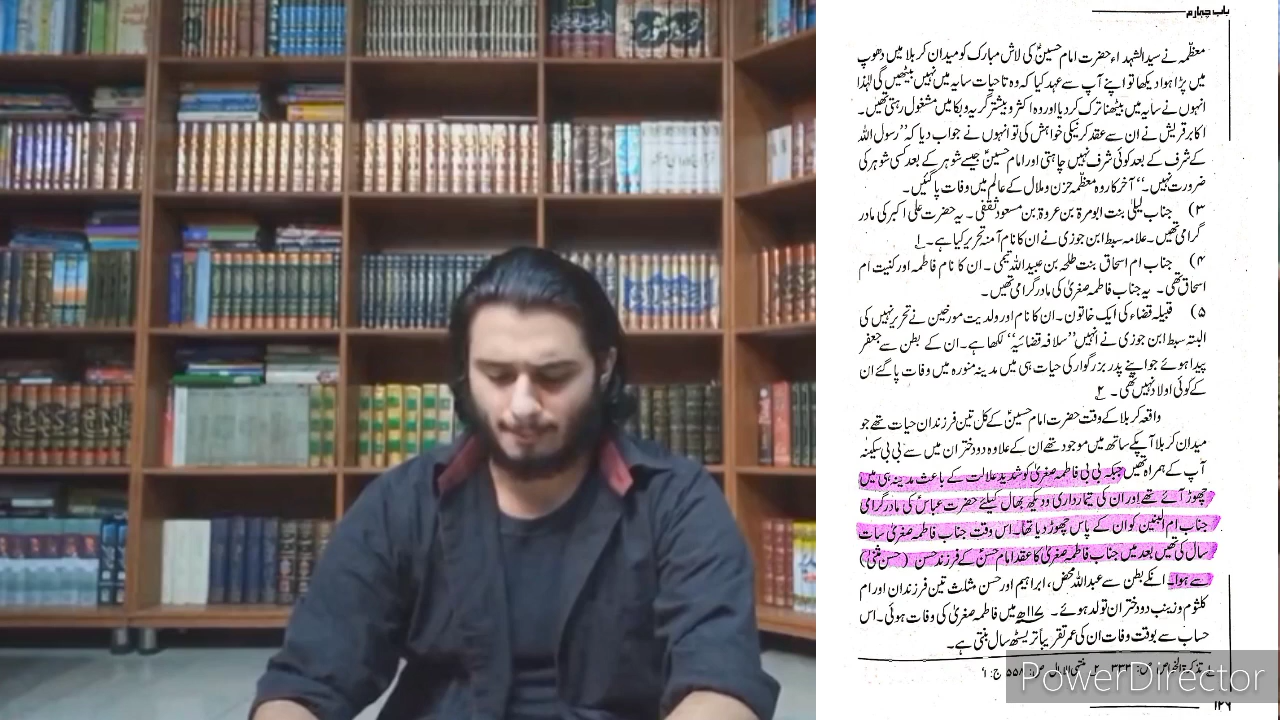 باب چہارم
معظمہ نے سید الشہداء حضرت امام حسینؑ کی لاش مبارک کو میدان کربلا میں دھوپ
میں پڑا ہوا دیکھا تو اپنے آپ سے عہد کیا کہ وہ تا حیات سایہ میں نہیں بیٹھیں گی لہٰذا
انہوں نے سایہ میں بیٹھنا ترک کر دیا اور وہ اکثر و بیشتر گریہ و بکا میں مشغول رہتی تھیں۔
اکابر قریش نے ان سے عقد کرنیکی خواہش کی تو انہوں نے جواب دیا کہ ’’رسول اللہ
کے شرف کے بعد کوئی شرف نہیں چاہتی اور امام حسینؑ جیسے شوہر کے بعد کسی شوہر کی
ضرورت نہیں۔‘‘ آخر کار وہ معظمہ حزن و ملال کے عالم میں وفات پا گئیں۔
۳) جناب لیلیٰ بنت ابو مرۃ بن عروۃ بن مسعود ثقفی۔ یہ حضرت علی اکبر کی مادر
گرامی تھیں۔ علامہ سبط ابن جوزی نے ان کا نام آمنہ تحریر کیا ہے۔ ۱
۴) جناب ام اسحاق بنت طلحہ بن عبید اللہ تیمی۔ ان کا نام فاطمہ اور کنیت ام
اسحاق تھی۔ یہ جناب فاطمہ صغریٰ کی مادر گرامی تھیں۔
۵) قبیلہ قضاء کی ایک خاتون۔ ان کا نام اور ولدیت مورخین نے تحریر نہیں کی
البتہ سبط ابن جوزی نے انہیں ’’سلافہ قضائیہ‘‘ لکھا ہے۔ ان کے بطن سے جعفر
پیدا ہوئے جو اپنے پدر بزرگوار کی حیات ہی میں مدینہ منورہ میں وفات پا گئے ان
کے کوئی اولاد نہیں تھی۔ ۲
واقعہ کربلا کے وقت حضرت امام حسینؑ کے کل تین فرزندان حیات تھے جو
میدان کربلا آپکے ساتھ میں موجود تھے ان کے علاوہ دو دختران میں سے بی بی سکینہ
آپ کے ہمراہ تھیں جبکہ بی بی فاطمہ صغریٰ کو شدید علالت کے باعث مدینہ ہی میں
چھوڑ آئے تھے اور ان کی تیمارداری و دیکھ بھال کیلئے حضرت عباسؑ کی مادر گرامی
جناب ام البنین کو ان کے پاس چھوڑ دیا تھا۔ اس وقت جناب فاطمہ صغریٰ سات
سال کی تھیں بعد میں جناب فاطمہ صغریٰ کا عقد امام حسنؑ کے فرزند حسن (حسن مثنیٰ)
سے ہوا۔ انکے بطن سے عبد اللہ محض، ابراہیم اور حسن مثلث تین فرزندان اور ام
کلثوم و زینب دو دختران تولد ہوئے۔ ۱۱۷ھ میں فاطمہ صغریٰ کی وفات ہوئی۔ اس
حساب سے بوقت وفات ان کی عمر تقریباً تریسٹھ سال بنتی ہے۔
PowerDirector
۱۲۶